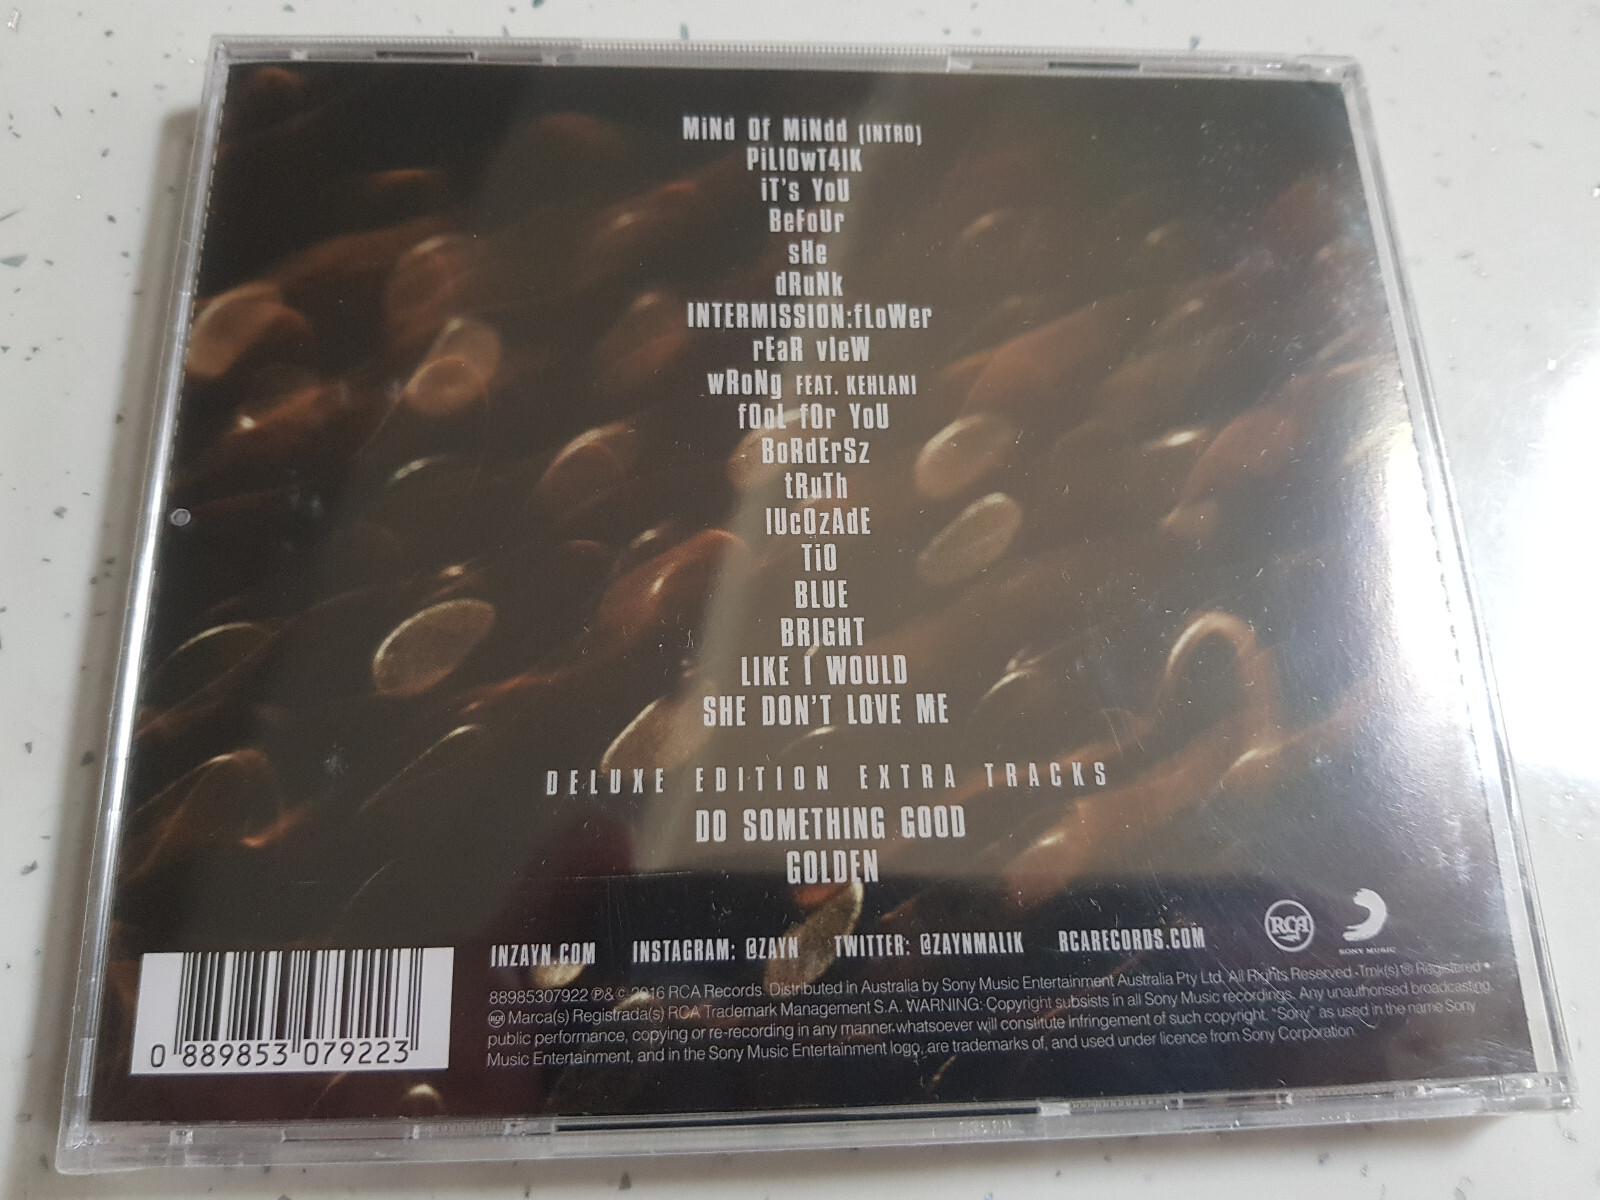 MiNd Of MiNdd (INTRO)
PiLlOwT4lK
iT's YoU
BeFoUr
sHe
dRuNk
INTERMISSION:fLoWer
rEaR vIeW
wRoNg FEAT. KEHLANI
fOoL fOr YoU
BoRdErSz
tRuTh
lUcOzAdE
TiO
BLUE
BRIGHT
LIKE I WOULD
SHE DON'T LOVE ME
DELUXE EDITION EXTRA TRACKS
DO SOMETHING GOOD
GOLDEN
INZAYN.COM INSTAGRAM: @ZAYN TWITTER: @ZAYNMALIK RCARECORDS.COM
RCA
SONY MUSIC
88985307922 ℗&© 2016 RCA Records. Distributed in Australia by Sony Music Entertainment Australia Pty Ltd. All Rights Reserved -Tmk(s) ® Registered •
RCA Marca(s) Registrada(s) RCA Trademark Management S.A. WARNING: Copyright subsists in all Sony Music recordings. Any unauthorised broadcasting,
public performance, copying or re-recording in any manner whatsoever will constitute infringement of such copyright. "Sony" as used in the name Sony
Music Entertainment, and in the Sony Music Entertainment logo, are trademarks of, and used under licence from Sony Corporation.
0 889853 079223